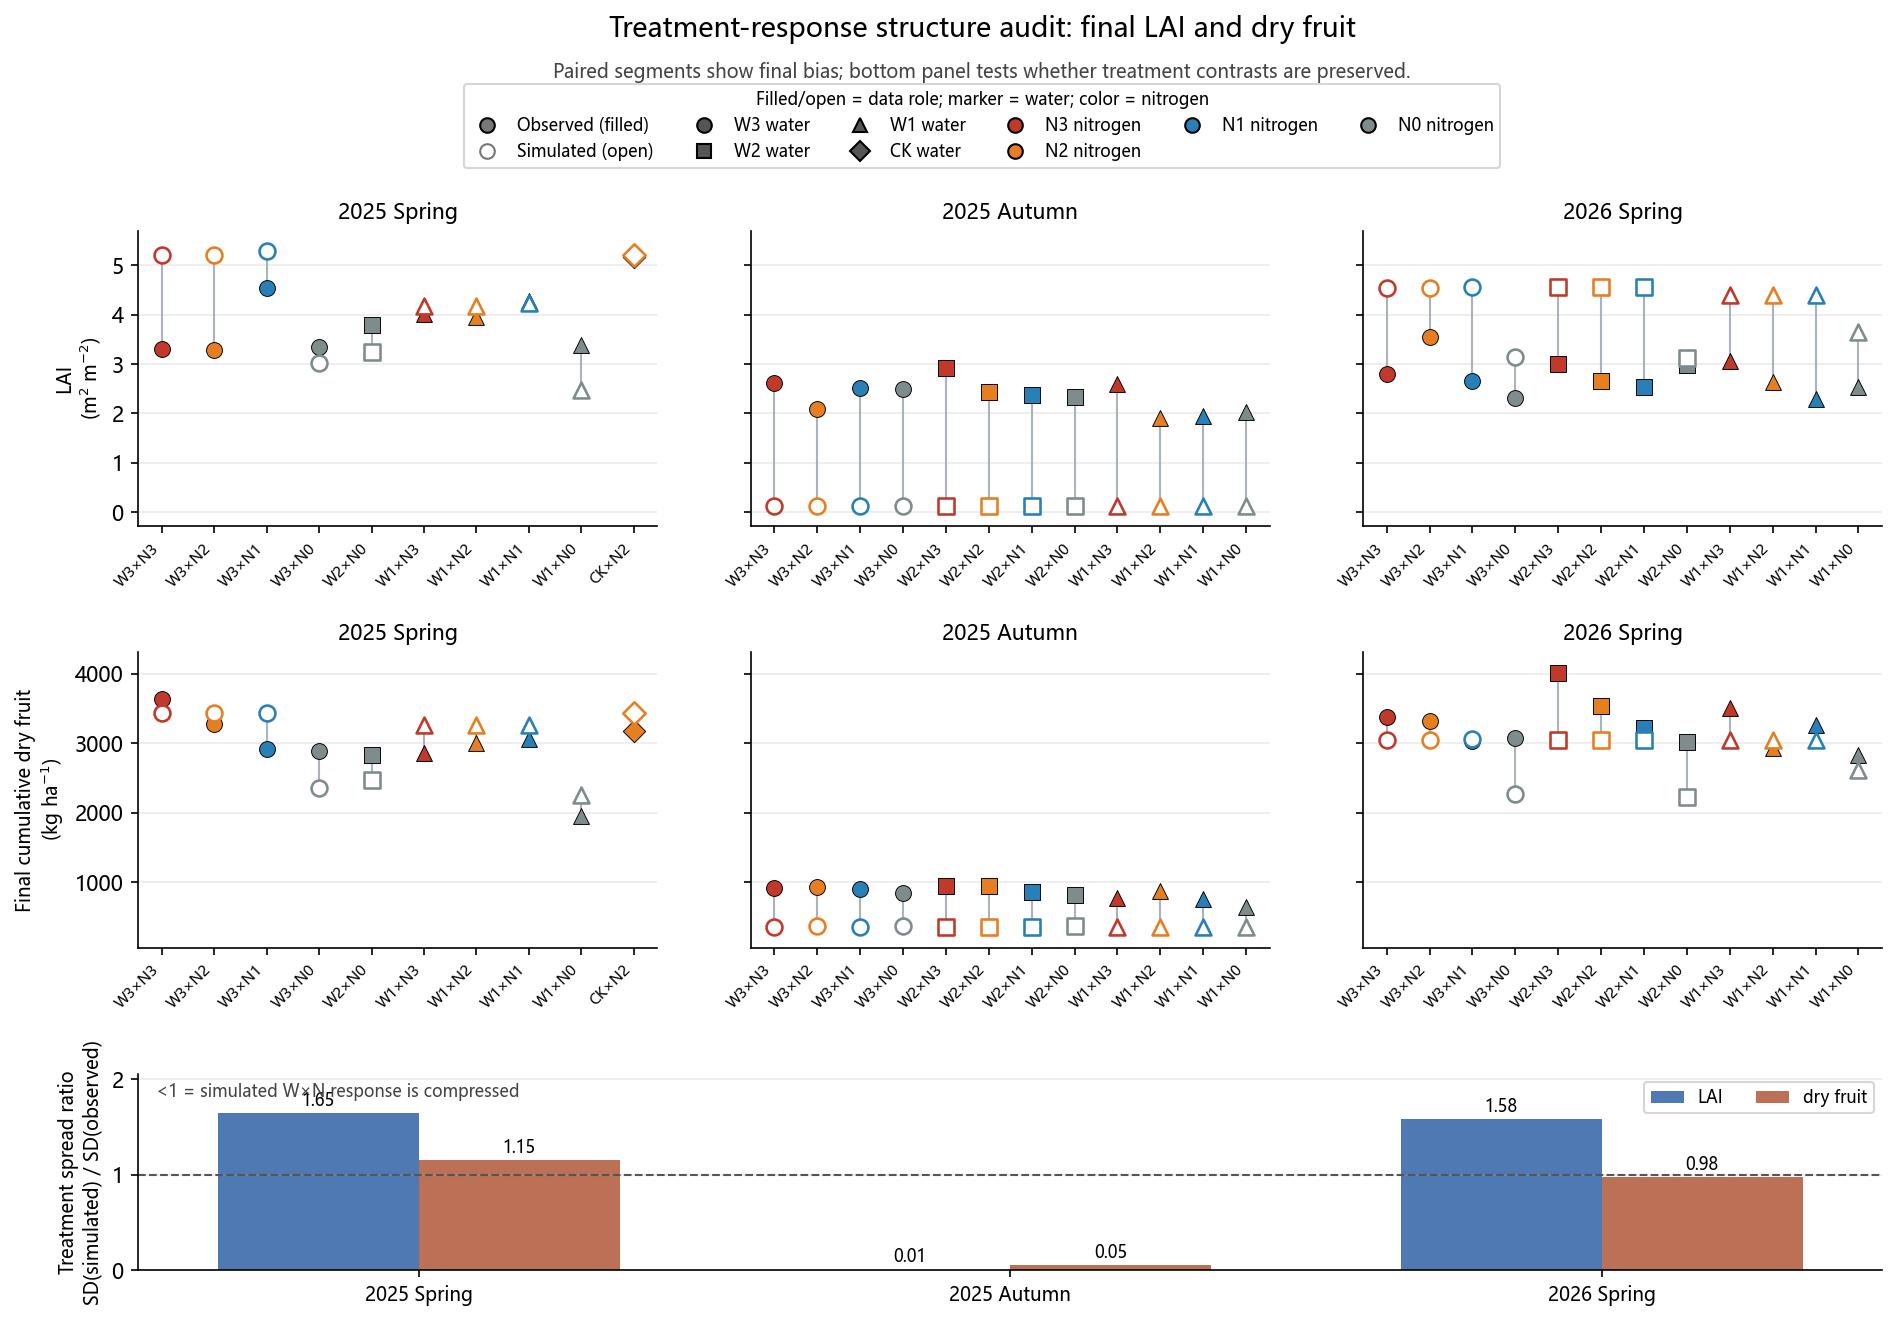 Treatment-response structure audit: final LAI and dry fruit
Paired segments show final bias; bottom panel tests whether treatment contrasts are preserved.
Filled/open = data role; marker = water; color = nitrogen
Observed (filled) W3 water W1 water N3 nitrogen N1 nitrogen N0 nitrogen
Simulated (open) W2 water CK water N2 nitrogen
2025 Spring 2025 Autumn 2026 Spring
LAI
(m² m⁻²)
5
4
3
2
1
0
W3×N3 W3×N2 W3×N1 W3×N0 W2×N0 W1×N3 W1×N2 W1×N1 W1×N0 CK×N2
W3×N3 W3×N2 W3×N1 W3×N0 W2×N3 W2×N2 W2×N1 W2×N0 W1×N3 W1×N2 W1×N1 W1×N0
W3×N3 W3×N2 W3×N1 W3×N0 W2×N3 W2×N2 W2×N1 W2×N0 W1×N3 W1×N2 W1×N1 W1×N0
2025 Spring 2025 Autumn 2026 Spring
Final cumulative dry fruit
(kg ha⁻¹)
4000
3000
2000
1000
W3×N3 W3×N2 W3×N1 W3×N0 W2×N0 W1×N3 W1×N2 W1×N1 W1×N0 CK×N2
W3×N3 W3×N2 W3×N1 W3×N0 W2×N3 W2×N2 W2×N1 W2×N0 W1×N3 W1×N2 W1×N1 W1×N0
W3×N3 W3×N2 W3×N1 W3×N0 W2×N3 W2×N2 W2×N1 W2×N0 W1×N3 W1×N2 W1×N1 W1×N0
Treatment spread ratio
SD(simulated) / SD(observed)
2
1
0
<1 = simulated W×N response is compressed
LAI dry fruit
1.65
1.15
0.01
0.05
1.58
0.98
2025 Spring 2025 Autumn 2026 Spring